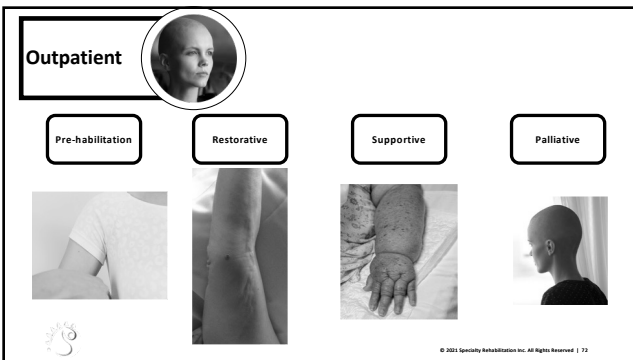 Outpatient
Pre-habilitation
Restorative
Supportive
Palliative
© 2021 Specialty Rehabilitation Inc. All Rights Reserved | 72